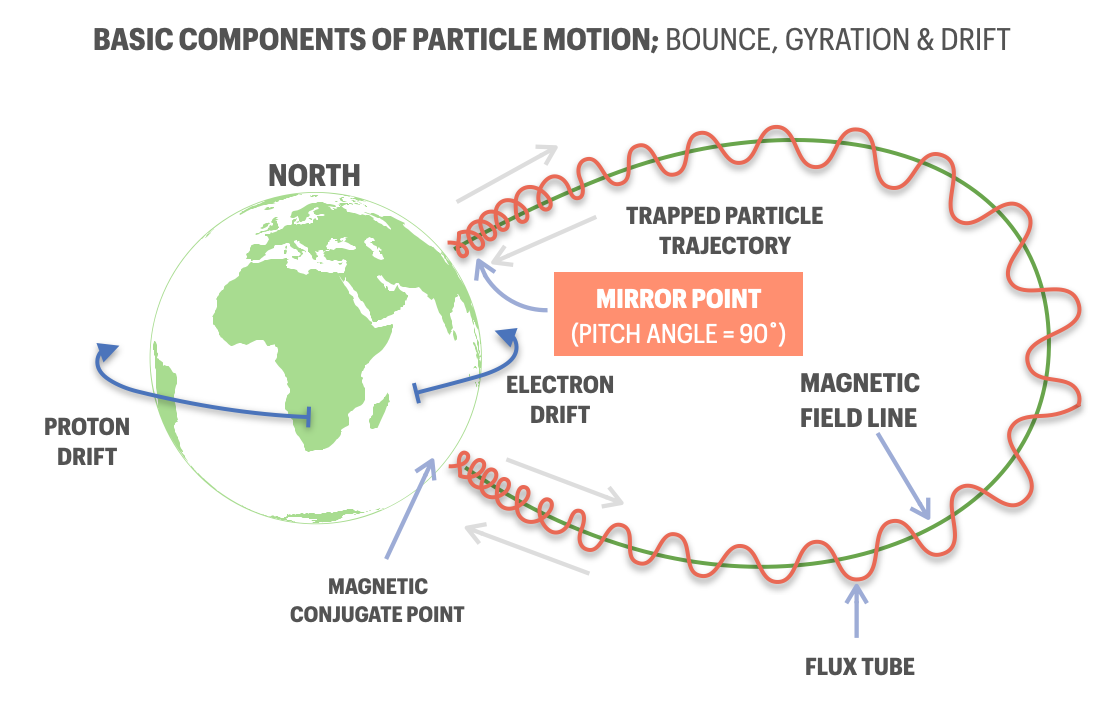 BASIC COMPONENTS OF PARTICLE MOTION; BOUNCE, GYRATION & DRIFT
NORTH
TRAPPED PARTICLE
TRAJECTORY
MIRROR POINT
(PITCH ANGLE = 90˚)
ELECTRON
DRIFT
MAGNETIC
FIELD LINE
PROTON
DRIFT
MAGNETIC
CONJUGATE POINT
FLUX TUBE